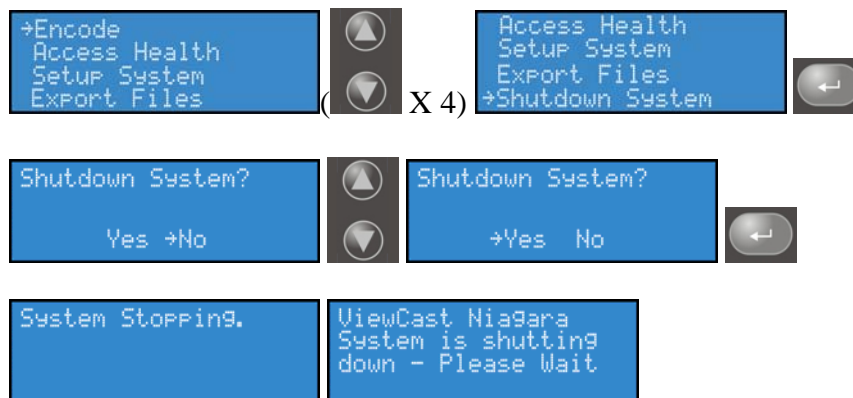 →Encode
Access Health
Setup System
Export Files
( X 4)
Access Health
Setup System
Export Files
→Shutdown System
Shutdown System?
Yes →No
Shutdown System?
→Yes No
System Stopping.
ViewCast Niagara
System is shutting
down - Please Wait